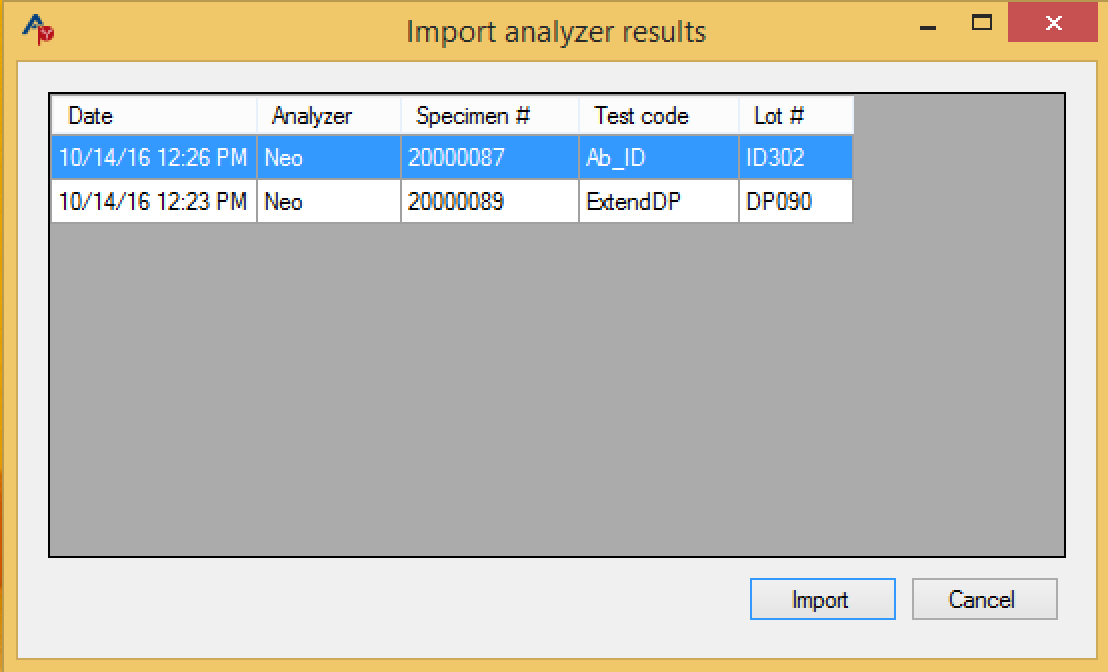 Import analyzer results
Date Analyzer Specimen # Test code Lot #
10/14/16 12:26 PM Neo 20000087 Ab_ID ID302
10/14/16 12:23 PM Neo 20000089 ExtendDP DP090
Import Cancel